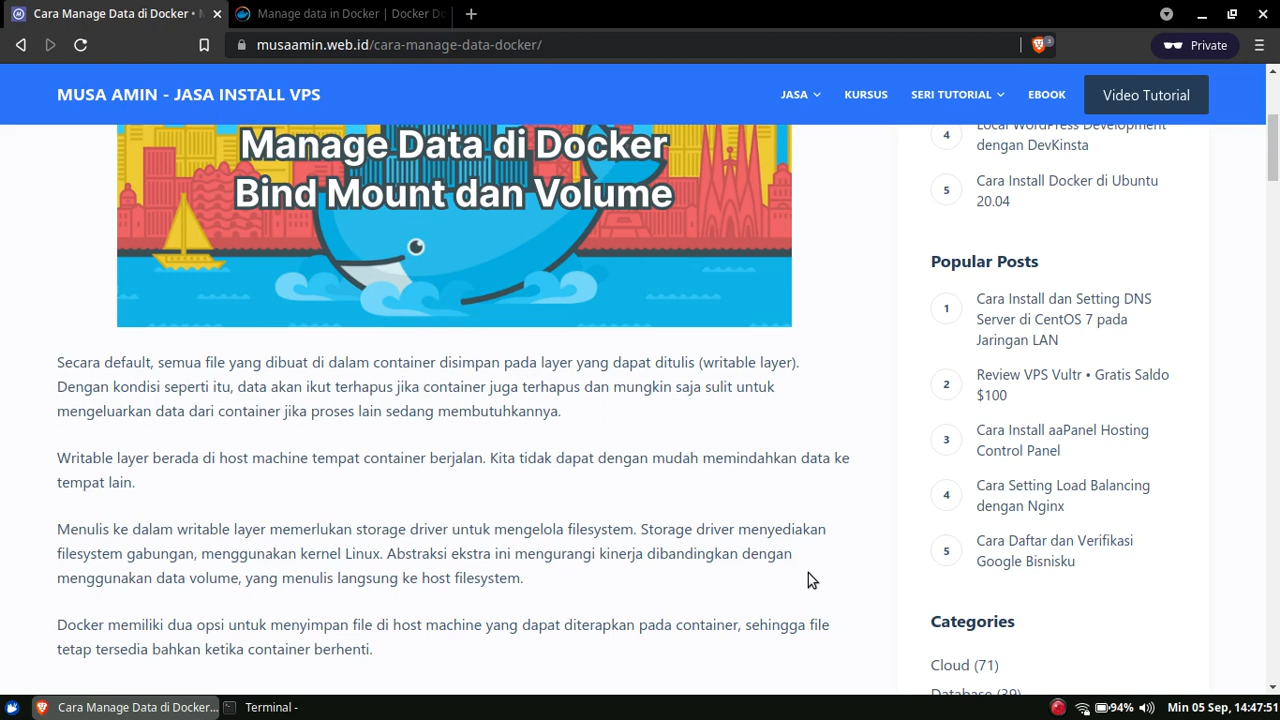 Cara Manage Data di Docker •
Manage data in Docker | Docker Do
musaamin.web.id/cara-manage-data-docker/
3
Private
MUSA AMIN - JASA INSTALL VPS
JASA
KURSUS
SERI TUTORIAL
EBOOK
Video Tutorial
Manage Data di Docker
Bind Mount dan Volume
Secara default, semua file yang dibuat di dalam container disimpan pada layer yang dapat ditulis (writable layer).
Dengan kondisi seperti itu, data akan ikut terhapus jika container juga terhapus dan mungkin saja sulit untuk
mengeluarkan data dari container jika proses lain sedang membutuhkannya.
Writable layer berada di host machine tempat container berjalan. Kita tidak dapat dengan mudah memindahkan data ke
tempat lain.
Menulis ke dalam writable layer memerlukan storage driver untuk mengelola filesystem. Storage driver menyediakan
filesystem gabungan, menggunakan kernel Linux. Abstraksi ekstra ini mengurangi kinerja dibandingkan dengan
menggunakan data volume, yang menulis langsung ke host filesystem.
Docker memiliki dua opsi untuk menyimpan file di host machine yang dapat diterapkan pada container, sehingga file
tetap tersedia bahkan ketika container berhenti.
4
Local WordPress Development
dengan DevKinsta
5
Cara Install Docker di Ubuntu
20.04
Popular Posts
1
Cara Install dan Setting DNS
Server di CentOS 7 pada
Jaringan LAN
2
Review VPS Vultr • Gratis Saldo
$100
3
Cara Install aaPanel Hosting
Control Panel
4
Cara Setting Load Balancing
dengan Nginx
5
Cara Daftar dan Verifikasi
Google Bisnisku
Categories
Cloud (71)
Database (39)
Cara Manage Data di Docker...
Terminal -
94%
Min 05 Sep, 14:47:51